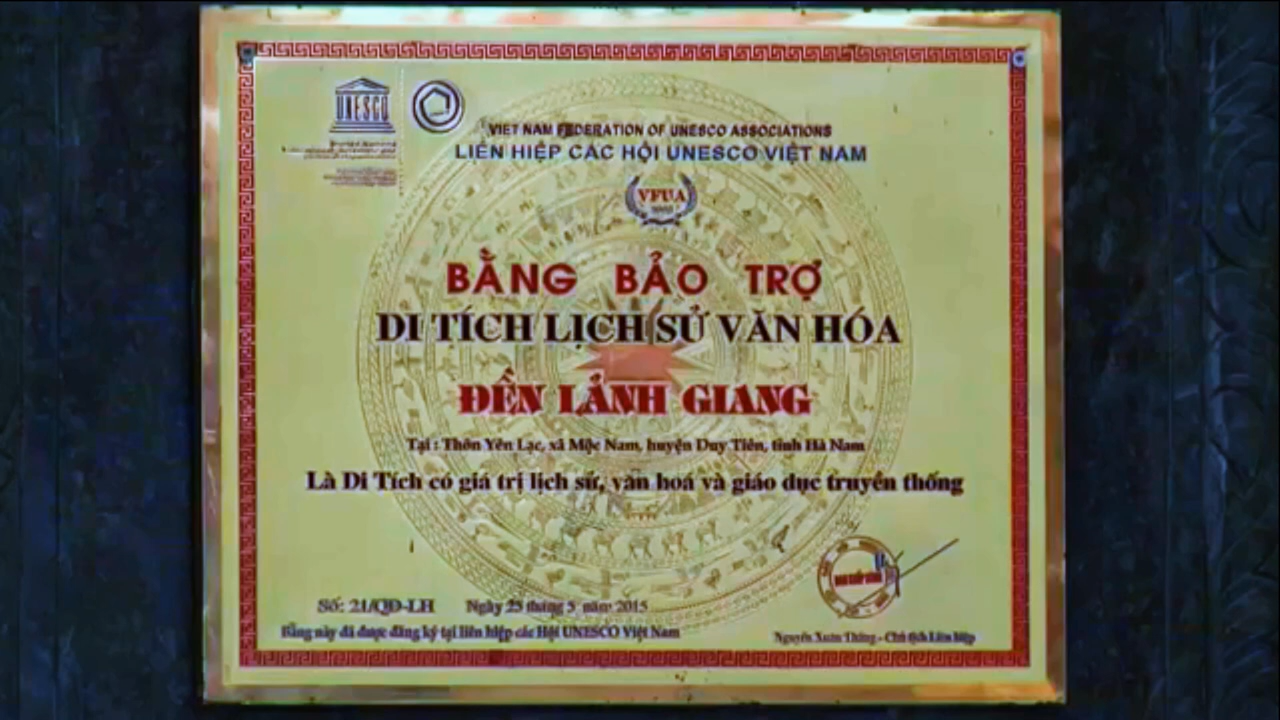 UNESCO
VIET NAM FEDERATION OF UNESCO ASSOCIATIONS
LIÊN HIỆP CÁC HỘI UNESCO VIỆT NAM
VFUA
BẰNG BẢO TRỢ
DI TÍCH LỊCH SỬ VĂN HÓA
ĐỀN LẢNH GIANG
Tại : Thôn Yên Lạc, xã Mộc Nam, huyện Duy Tiên, tỉnh Hà Nam
Là Di Tích có giá trị lịch sử, văn hoá và giáo dục truyền thống
Số: 21/QĐ-LH Ngày 25 tháng 5 năm 2015
Bằng này đã được đăng ký tại liên hiệp các Hội UNESCO Việt Nam
Nguyễn Xuân Thắng - Chủ tịch Liên hiệp